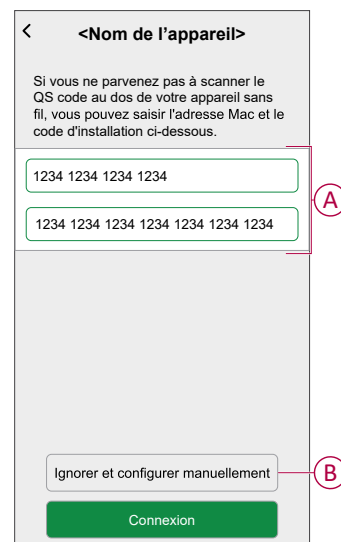 <Nom de l’appareil>
Si vous ne parvenez pas à scanner le
QS code au dos de votre appareil sans
fil, vous pouvez saisir l'adresse Mac et le
code d'installation ci-dessous.
1234 1234 1234 1234
1234 1234 1234 1234 1234 1234 1234
A
Ignorer et configurer manuellement
B
Connexion